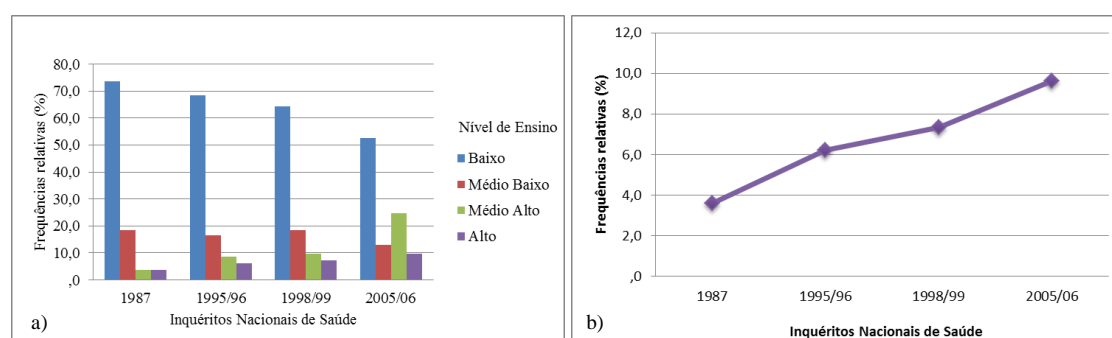 80,0
70,0
60,0
50,0
40,0
30,0
20,0
10,0
,0
Frequências relativas (%)
1987 1995/96 1998/99 2005/06
Inquéritos Nacionais de Saúde
Nível de Ensino
Baixo
Médio Baixo
Médio Alto
Alto
a)
12,0
10,0
8,0
6,0
4,0
2,0
,0
Frequências relativas (%)
1987 1995/96 1998/99 2005/06
Inquéritos Nacionais de Saúde
b)